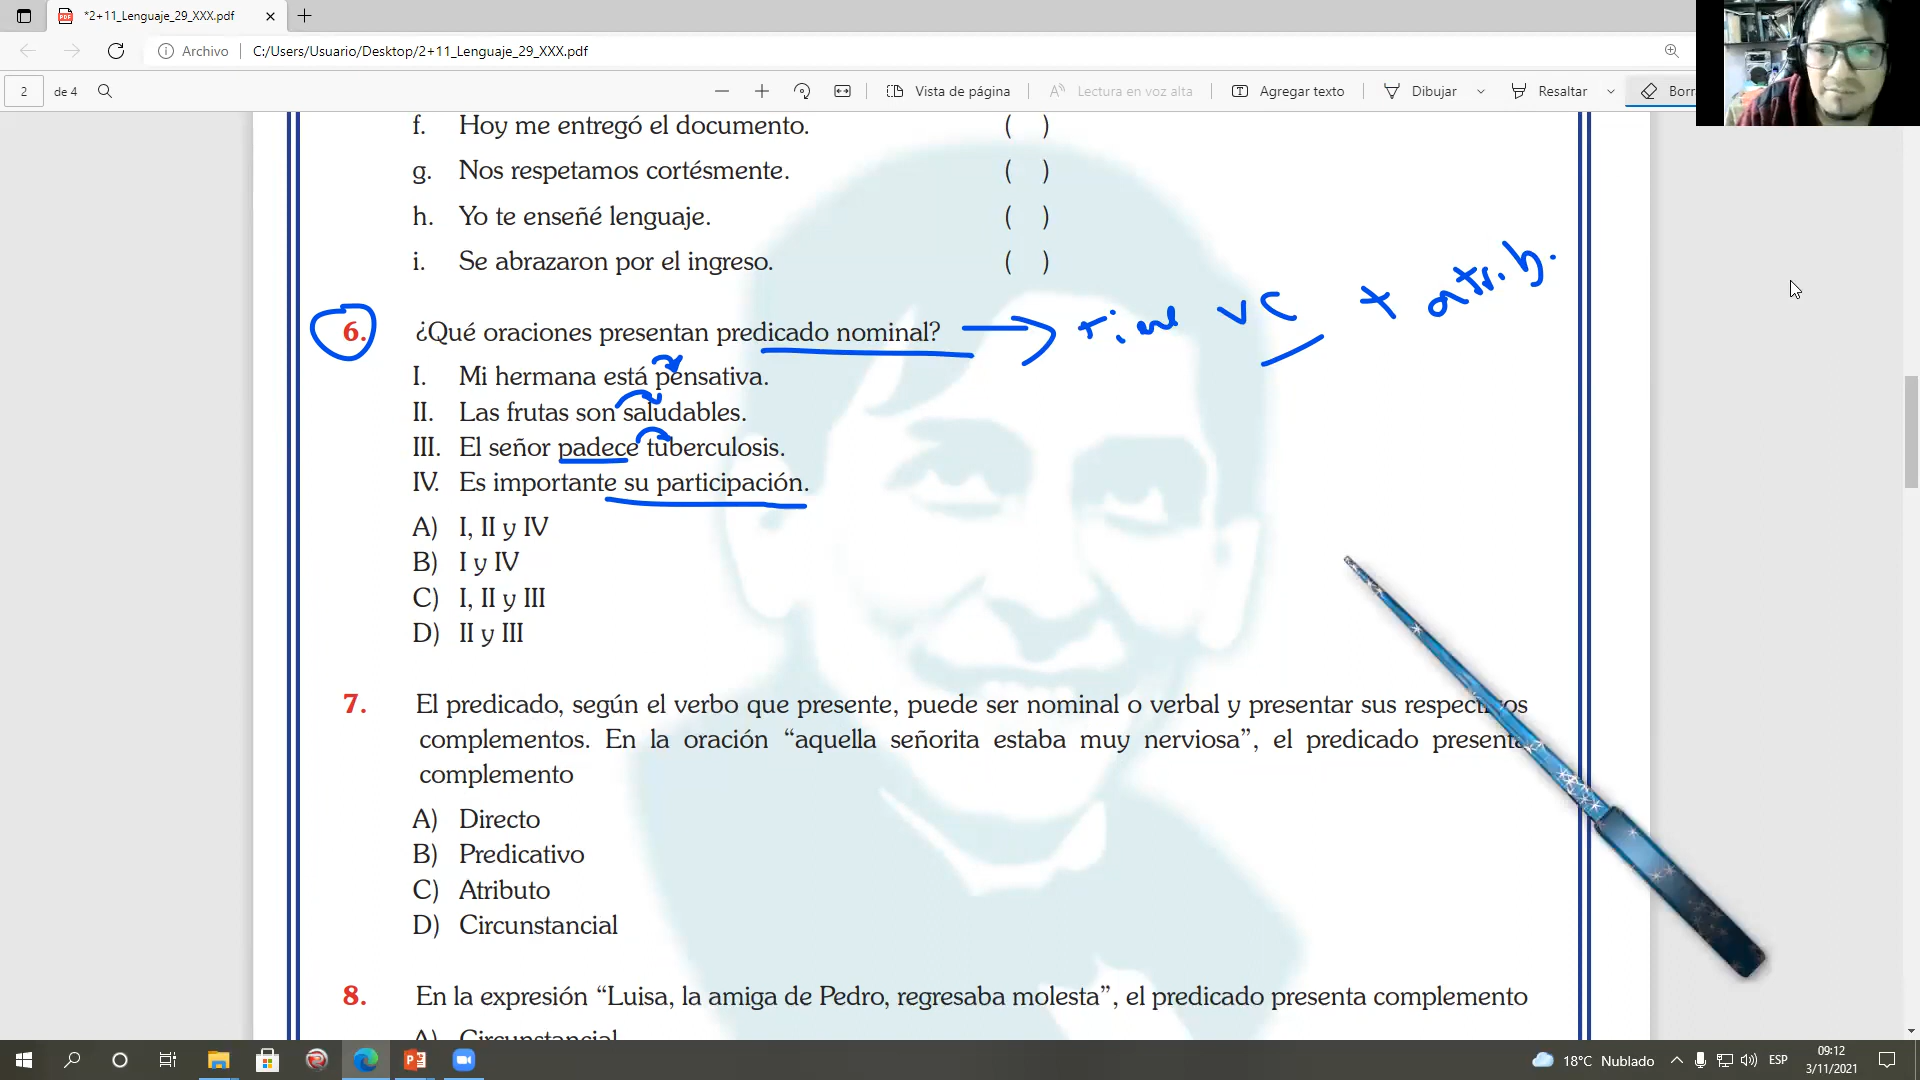 *2+11_Lenguaje_29_XXX.pdf
Archivo C:/Users/Usuario/Desktop/2+11_Lenguaje_29_XXX.pdf
2 de 4 Vista de página Lectura en voz alta Agregar texto Dibujar Resaltar Borr
f. Hoy me entregó el documento. ( )
g. Nos respetamos cortésmente. ( )
h. Yo te enseñé lenguaje. ( )
i. Se abrazaron por el ingreso. ( )
6. ¿Qué oraciones presentan predicado nominal? tiene VC + atrib.
I. Mi hermana está pensativa.
II. Las frutas son saludables.
III. El señor padece tuberculosis.
IV. Es importante su participación.
A) I, II y IV
B) I y IV
C) I, II y III
D) II y III
7. El predicado, según el verbo que presente, puede ser nominal o verbal y presentar sus respectivos
complementos. En la oración “aquella señorita estaba muy nerviosa”, el predicado presenta
complemento
A) Directo
B) Predicativo
C) Atributo
D) Circunstancial
8. En la expresión “Luisa, la amiga de Pedro, regresaba molesta”, el predicado presenta complemento
A) Circunstancial
18°C Nublado ESP 09:12
3/11/2021